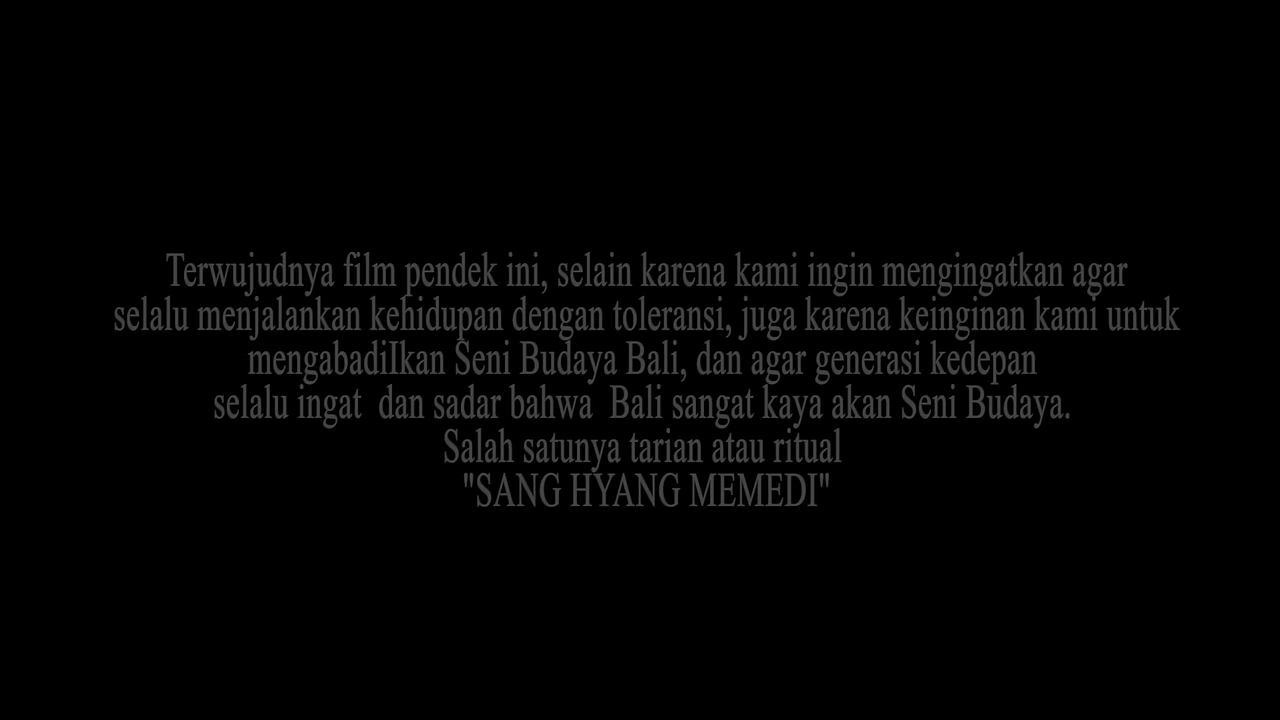 Terwujudnya film pendek ini, selain karena kami ingin mengingatkan agar
selalu menjalankan kehidupan dengan toleransi, juga karena keinginan kami untuk
mengabadiIkan Seni Budaya Bali, dan agar generasi kedepan
selalu ingat  dan sadar bahwa  Bali sangat kaya akan Seni Budaya.
Salah satunya tarian atau ritual
"SANG HYANG MEMEDI"